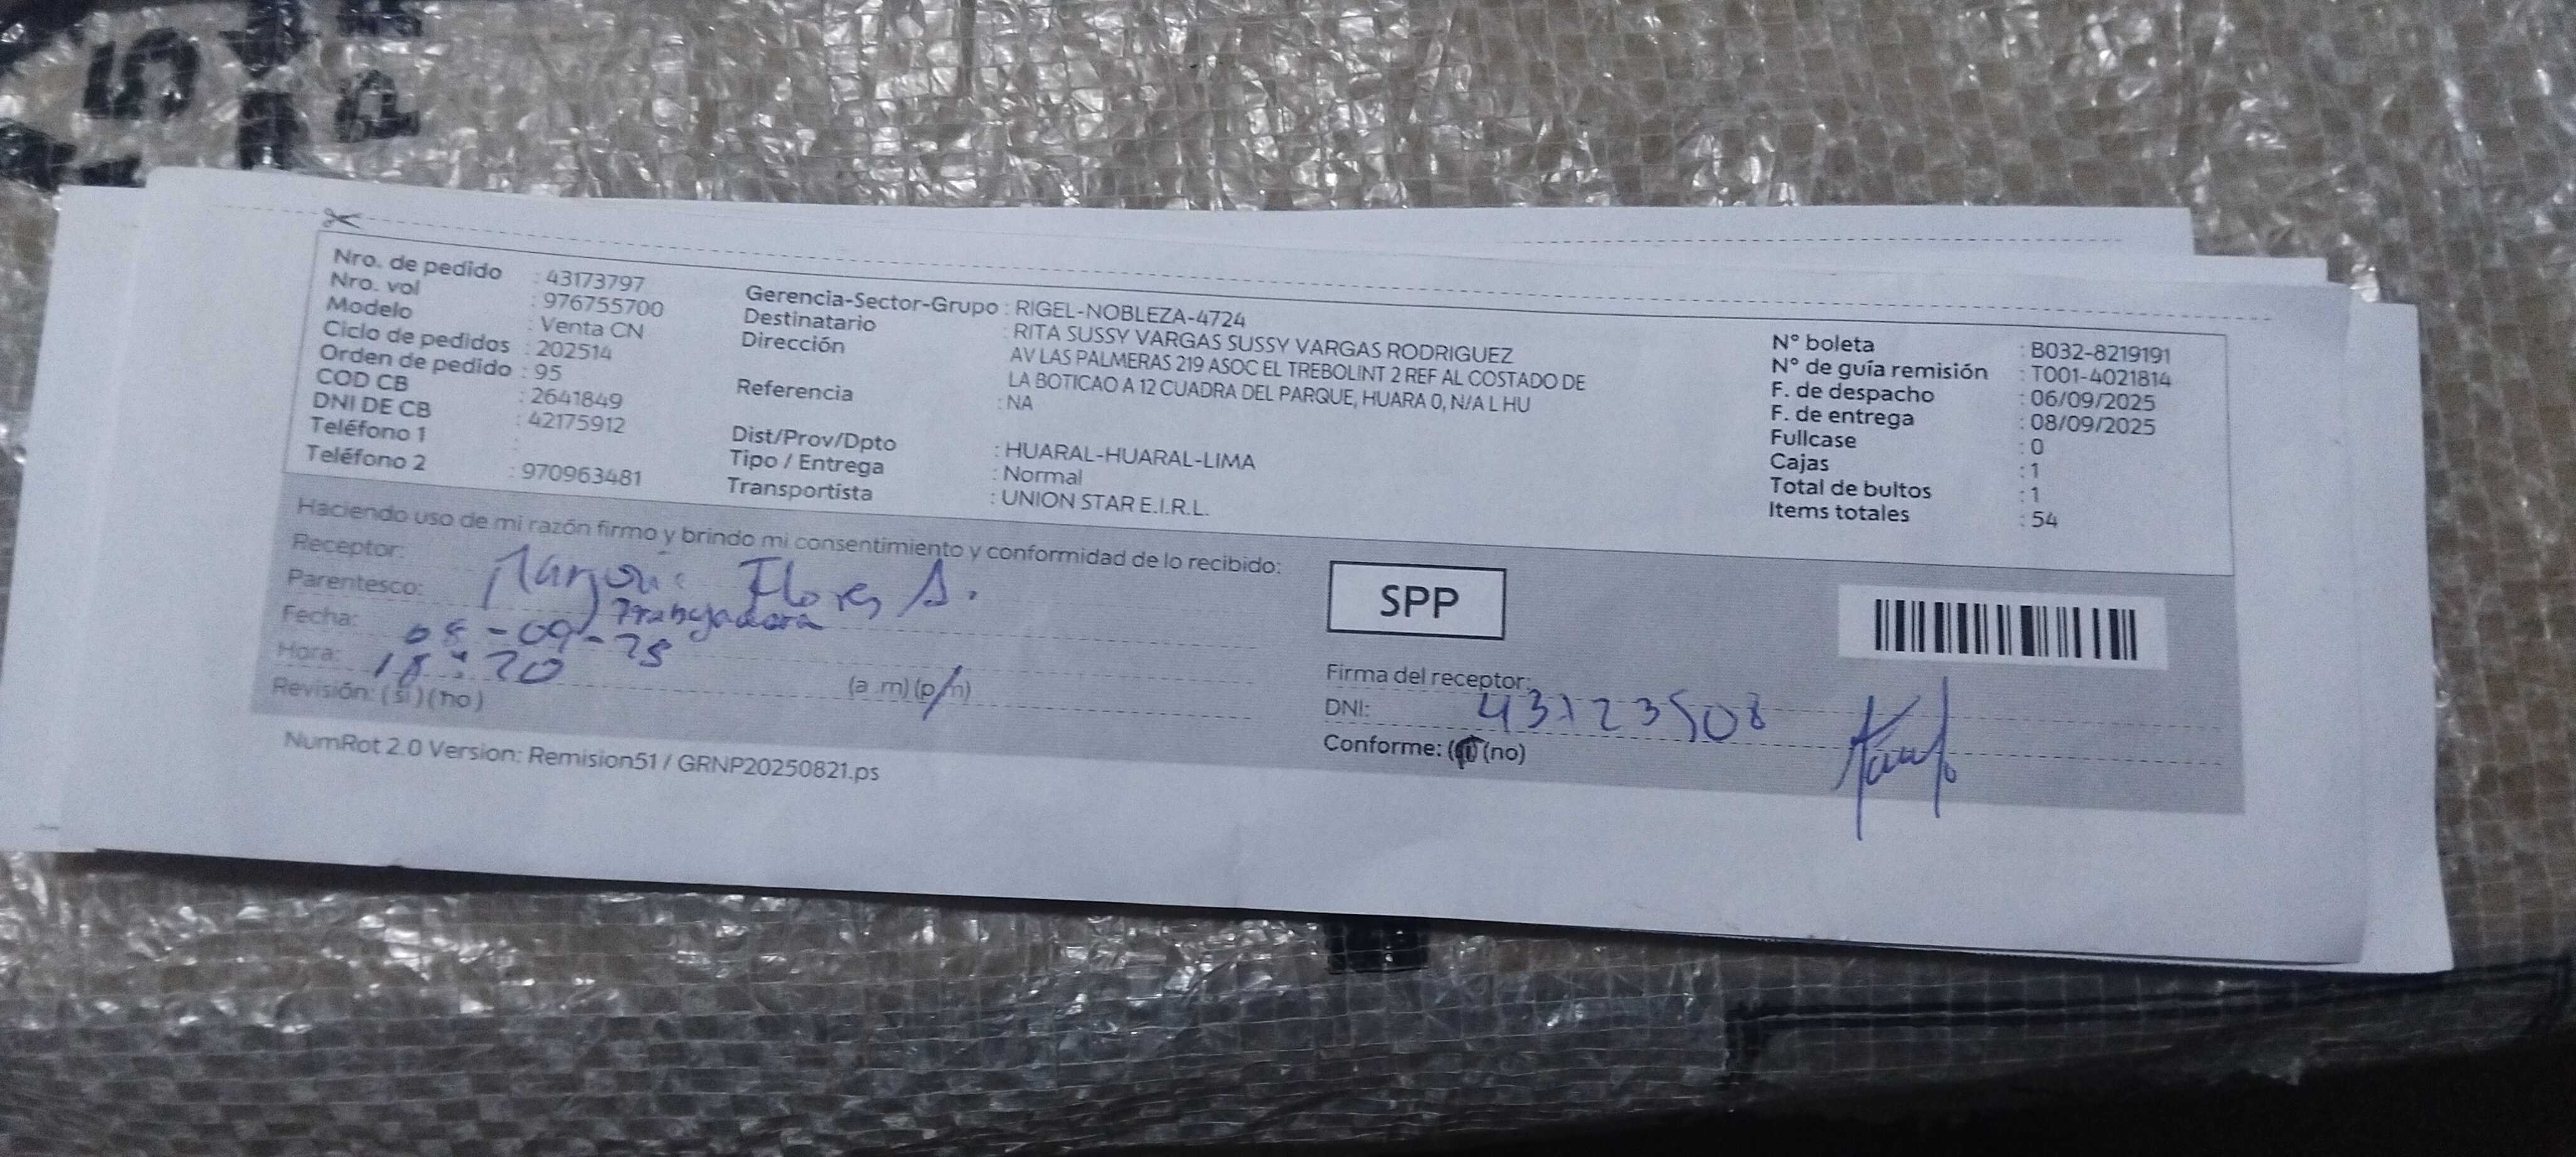 Nro. de pedido : 43173797
Nro. vol : 976755700
Modelo : Venta CN
Ciclo de pedidos : 202514
Orden de pedido : 95
COD CB : 2641849
DNI DE CB : 42175912
Teléfono 1 :
Teléfono 2 : 970963481
Gerencia-Sector-Grupo : RIGEL-NOBLEZA-4724
Destinatario : RITA SUSSY VARGAS SUSSY VARGAS RODRIGUEZ
Dirección AV LAS PALMERAS 219 ASOC EL TREBOLINT 2 REF AL COSTADO DE
LA BOTICAO A 12 CUADRA DEL PARQUE, HUARA 0, N/A L HU
Referencia : NA
Dist/Prov/Dpto : HUARAL-HUARAL-LIMA
Tipo / Entrega : Normal
Transportista : UNION STAR E.I.R.L.
N° boleta : B032-8219191
N° de guía remisión : T001-4021814
F. de despacho : 06/09/2025
F. de entrega : 08/09/2025
Fullcase : 0
Cajas : 1
Total de bultos : 1
Items totales : 54
Haciendo uso de mi razón firmo y brindo mi consentimiento y conformidad de lo recibido:
Receptor: Flores A.
Parentesco:
Fecha: 08-09-25
Hora: 18:20 (a.m) (p/m)
Revisión: (si) (no)
SPP
Firma del receptor:
DNI: 43123508
Conforme: (si) (no)
NumRot 2.0 Version: Remision51 / GRNP20250821.ps